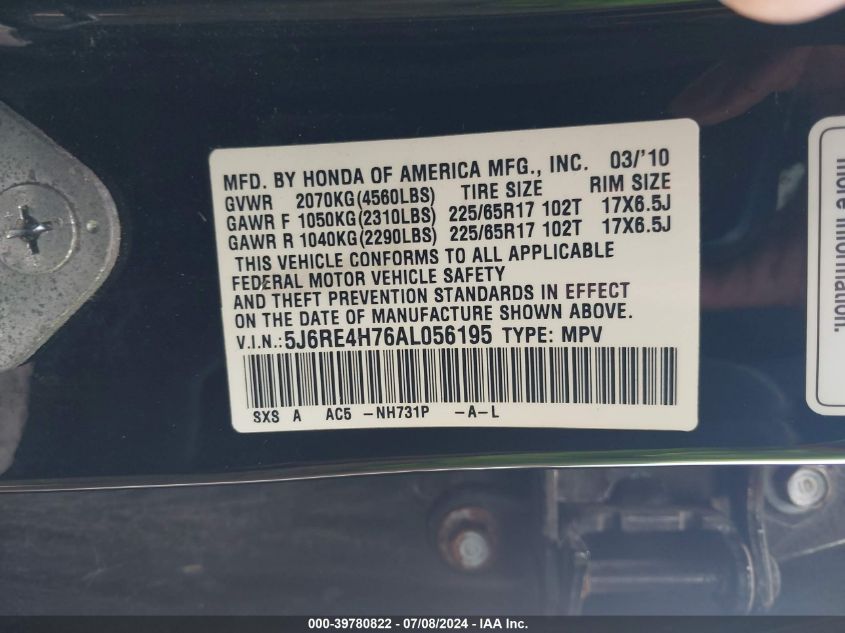 MFD. BY HONDA OF AMERICA MFG., INC. 03/'10
GVWR 2070KG(4560LBS) TIRE SIZE RIM SIZE
GAWR F 1050KG(2310LBS) 225/65R17 102T 17X6.5J
GAWR R 1040KG(2290LBS) 225/65R17 102T 17X6.5J
THIS VEHICLE CONFORMS TO ALL APPLICABLE
FEDERAL MOTOR VEHICLE SAFETY
AND THEFT PREVENTION STANDARDS IN EFFECT
ON THE DATE OF MANUFACTURE SHOWN ABOVE.
V.I.N.:5J6RE4H76AL056195 TYPE: MPV
SXS A AC5 -NH731P -A-L
more information.
000-39780822 - 07/08/2024 - IAA Inc.